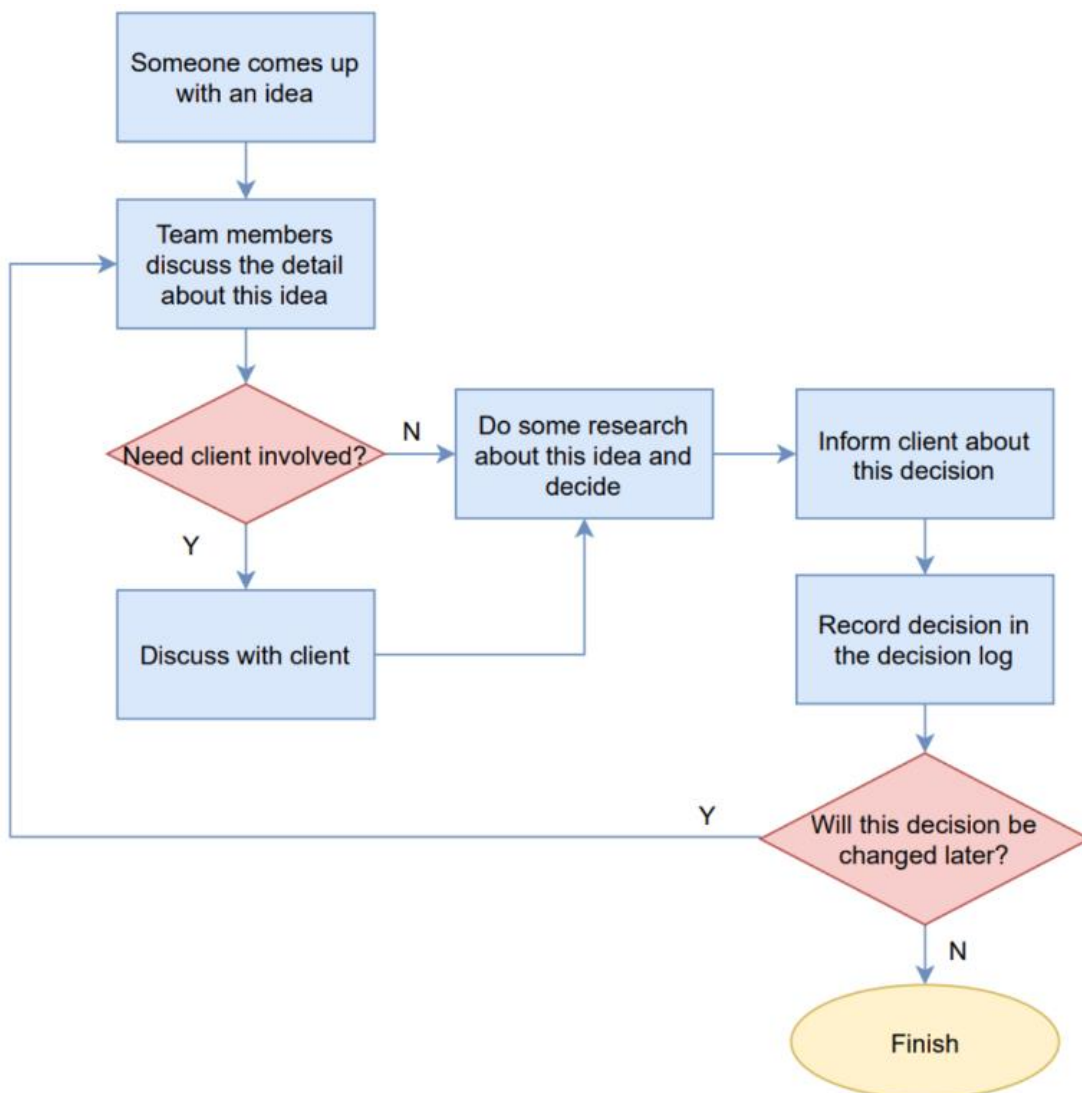 Someone comes up
with an idea
Team members
discuss the detail
about this idea
Need client involved?
N
Do some research
about this idea and
decide
Inform client about
this decision
Y
Discuss with client
Record decision in
the decision log
Y
Will this decision be
changed later?
N
Finish